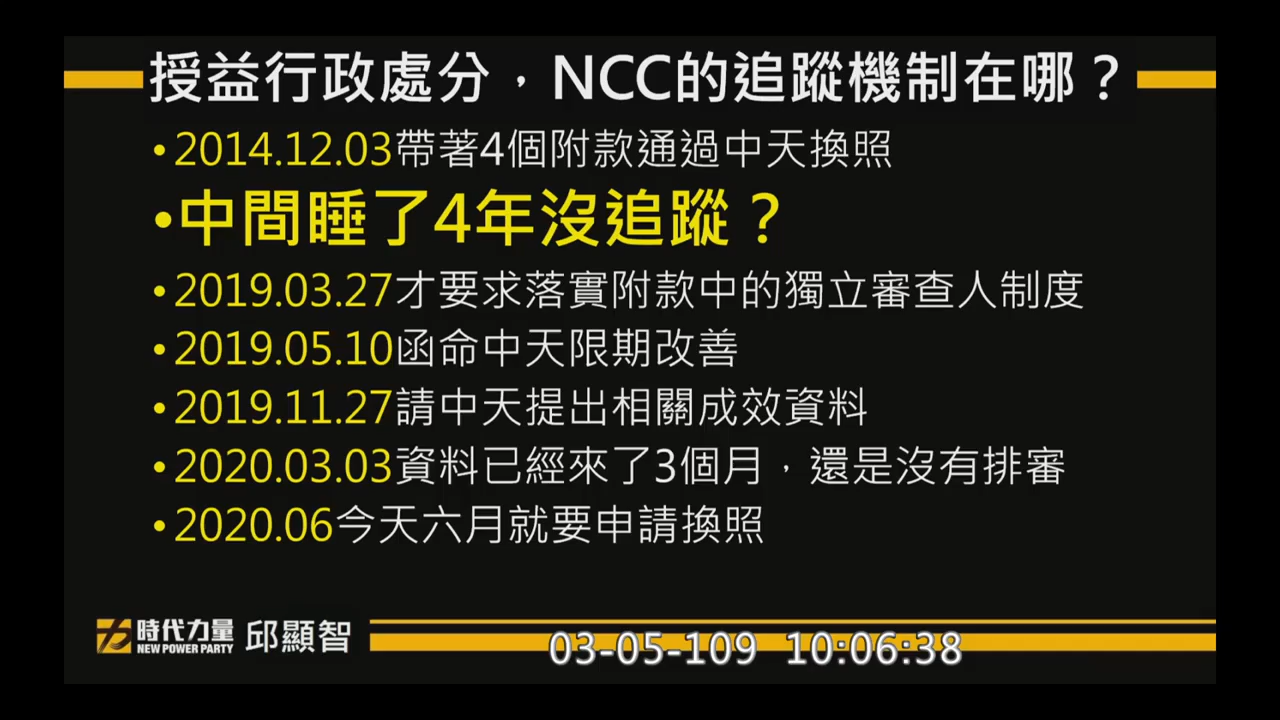 授益行政處分，NCC的追蹤機制在哪？
•2014.12.03帶著4個附款通過中天換照
•中間睡了4年沒追蹤？
•2019.03.27才要求落實附款中的獨立審查人制度
•2019.05.10函命中天限期改善
•2019.11.27請中天提出相關成效資料
•2020.03.03資料已經來了3個月，還是沒有排審
•2020.06今天六月就要申請換照
時代力量 邱顯智
NEW POWER PARTY
03-05-109 10:06:38